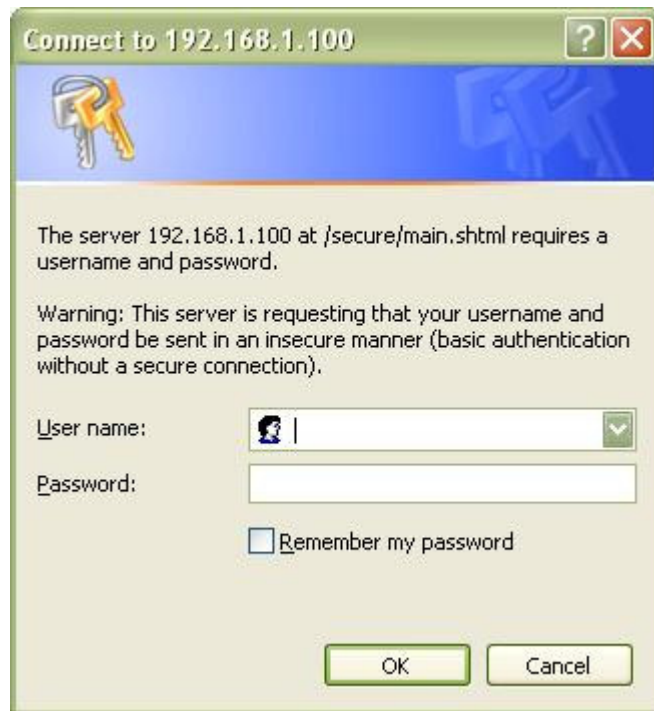 Connect to 192.168.1.100
The server 192.168.1.100 at /secure/main.shtml requires a
username and password.
Warning: This server is requesting that your username and
password be sent in an insecure manner (basic authentication
without a secure connection).
User name:
Password:
Remember my password
OK Cancel